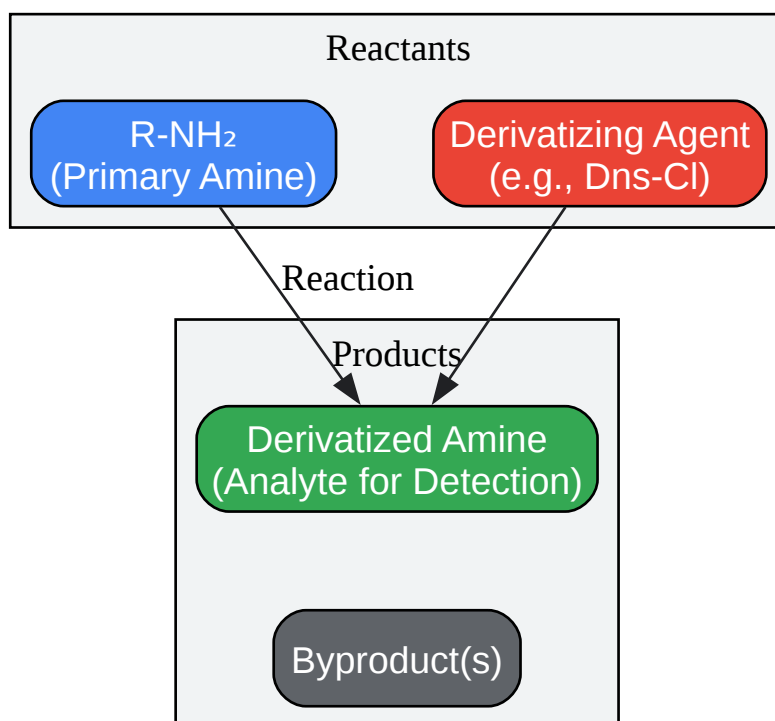 Reactants
R-NH₂
(Primary Amine)
Derivatizing Agent
(e.g., Dns-Cl)
Reaction
Products
Derivatized Amine
(Analyte for Detection)
Byproduct(s)